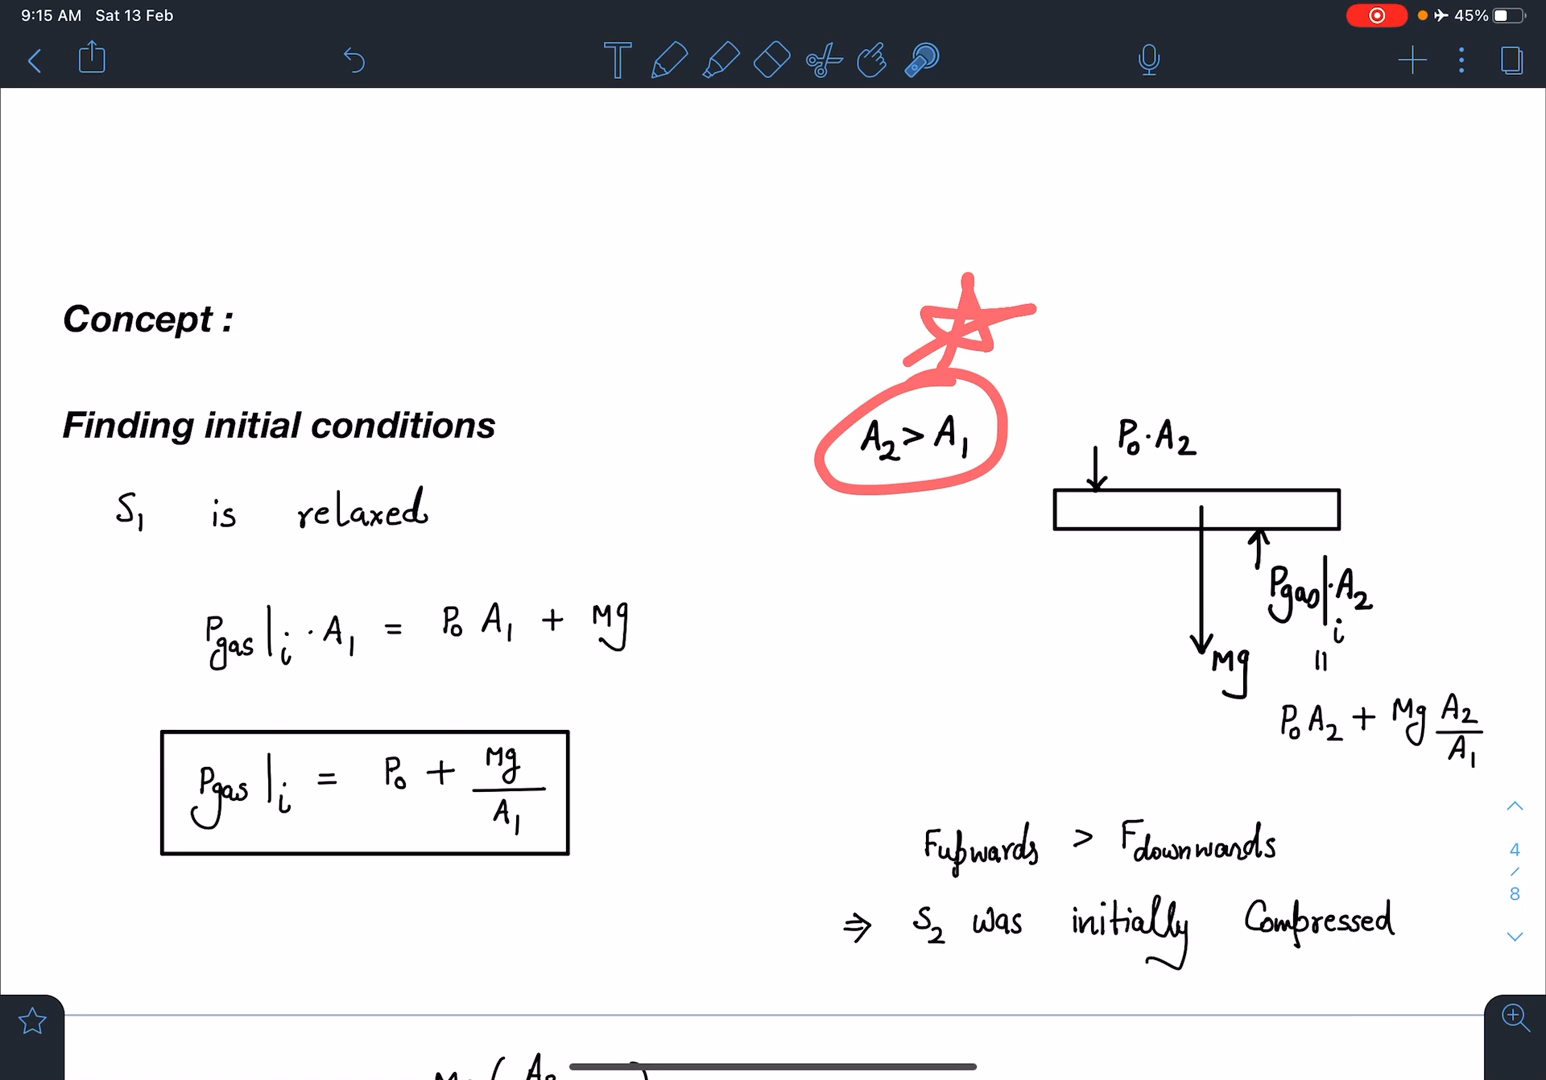 9:15 AM Sat 13 Feb
45%
Concept :
Finding initial conditions
S₁ is relaxed
Pgas|i · A₁ = P₀ A₁ + Mg
Pgas|i = P₀ + Mg/A₁
A₂ > A₁
P₀·A₂
Pgas|i·A₂
Mg
=
P₀A₂ + Mg A₂/A₁
Fupwards > Fdownwards
⇒ S₂ was initially Compressed
4
/
8